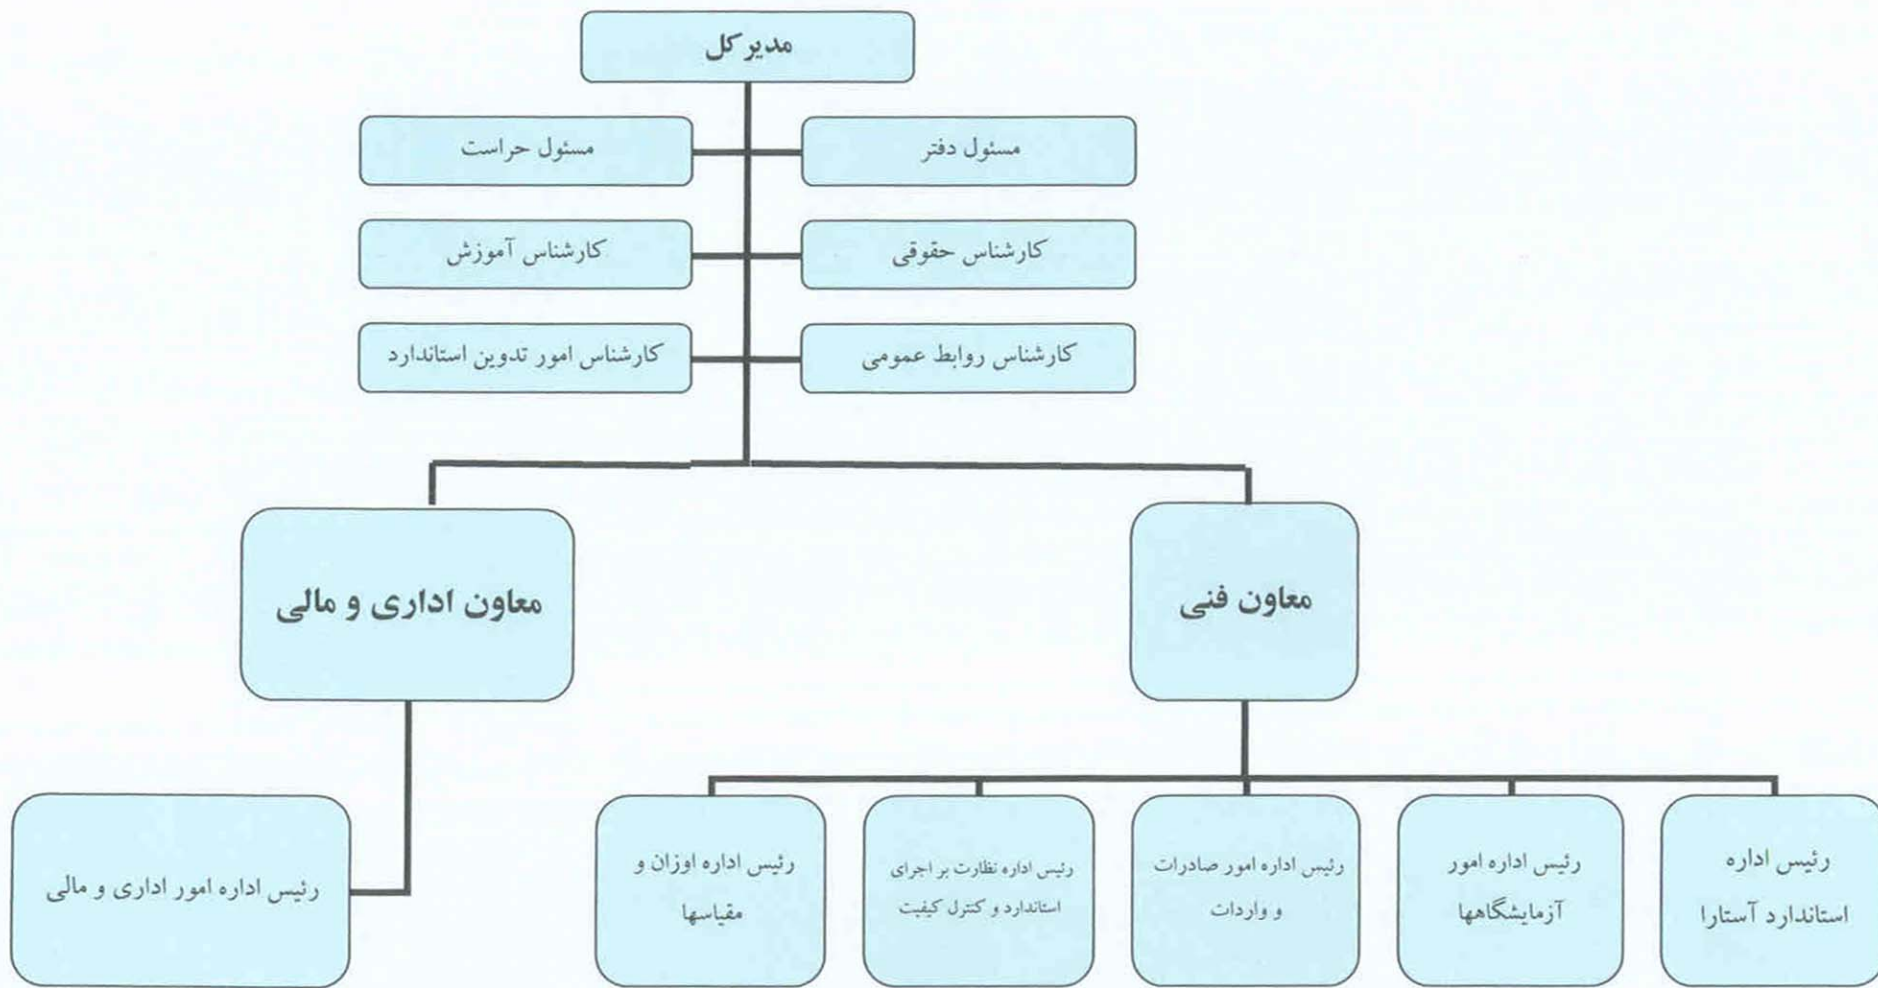 مدیرکل
مسئول دفتر
مسئول حراست
کارشناس حقوقی
کارشناس آموزش
کارشناس روابط عمومی
کارشناس امور تدوین استاندارد
معاون فنی
معاون اداری و مالی
رئیس اداره
استاندارد آستارا
رئیس اداره امور
آزمایشگاهها
رئیس اداره امور صادرات
و واردات
رئیس اداره نظارت بر اجرای
استاندارد و کنترل کیفیت
رئیس اداره اوزان و
مقیاسها
رئیس اداره امور اداری و مالی